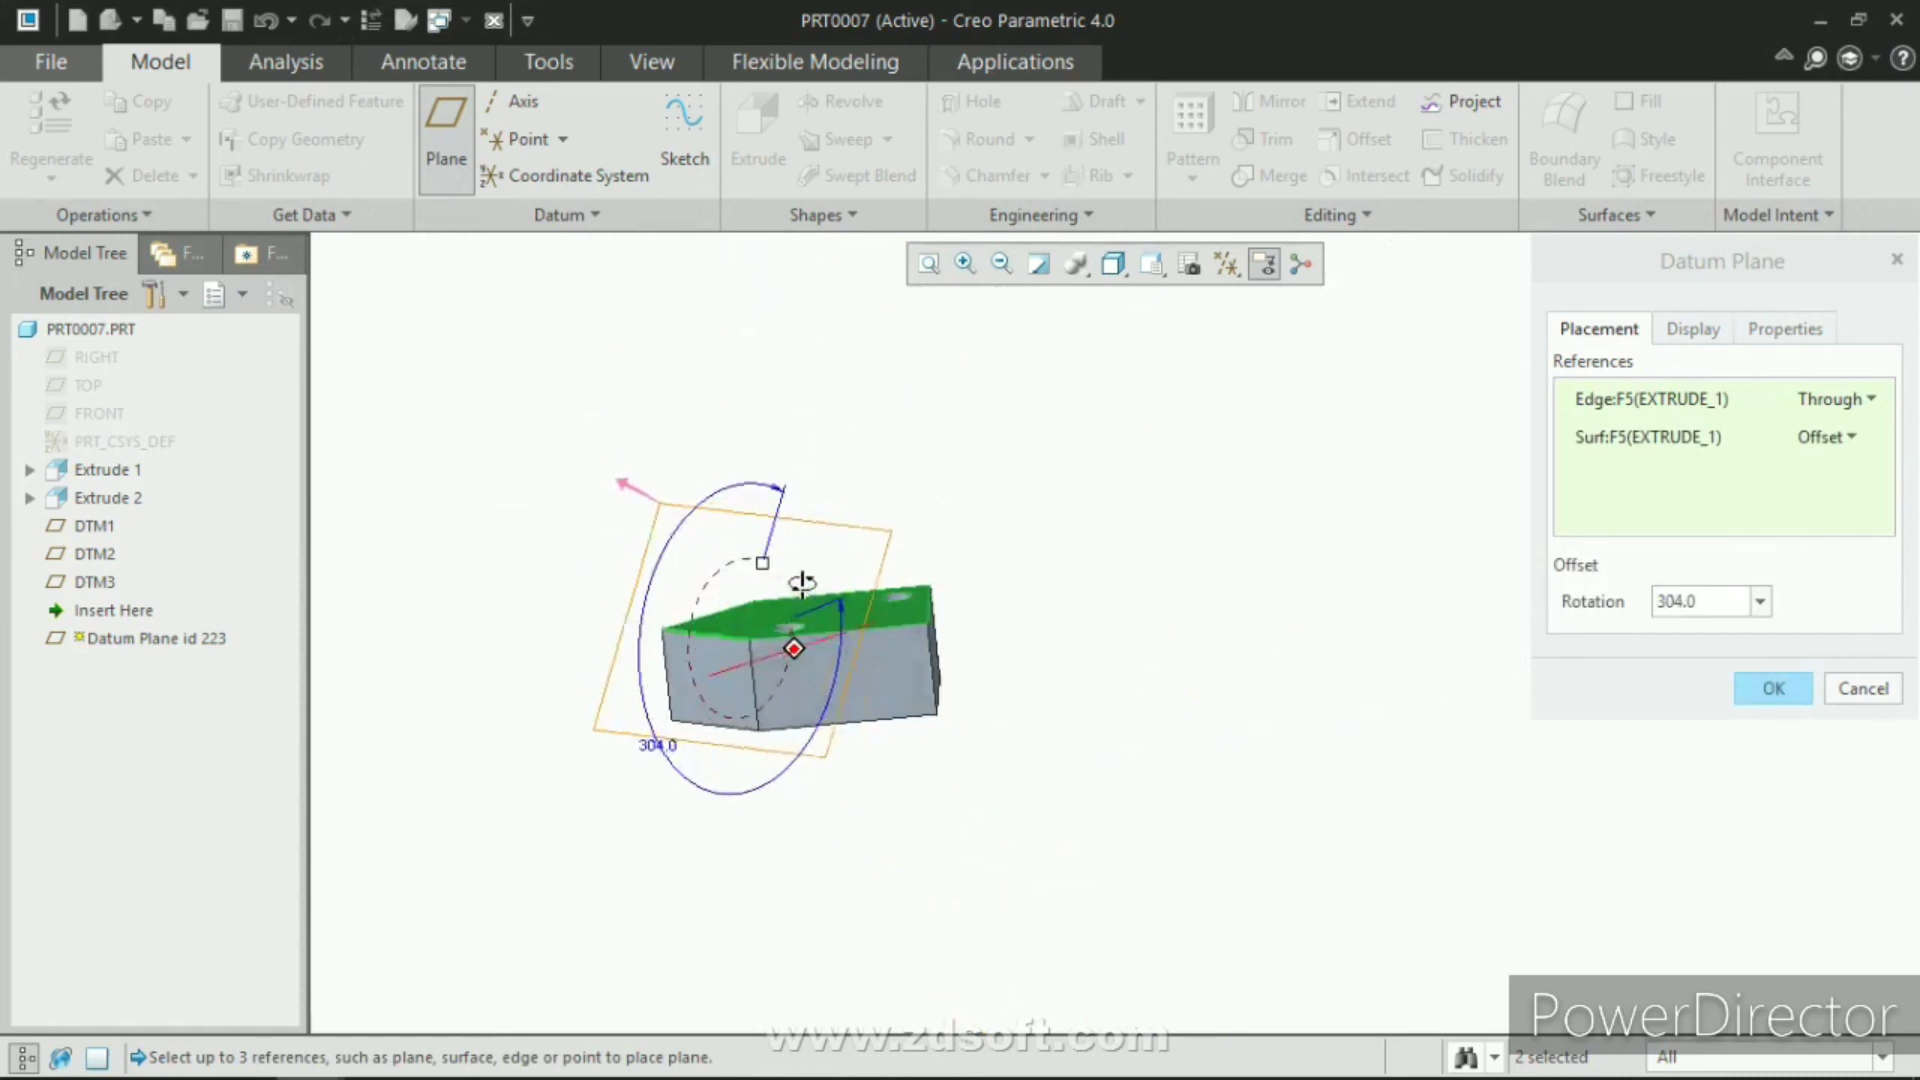 PRT0007 (Active) - Creo Parametric 4.0
File Model Analysis Annotate Tools View Flexible Modeling Applications
Regenerate
Copy
Paste
Delete
Operations
User-Defined Feature
Copy Geometry
Shrinkwrap
Get Data
Plane
Axis
Point
Coordinate System
Sketch
Datum
Extrude
Revolve
Sweep
Swept Blend
Shapes
Hole
Draft
Round
Shell
Chamfer
Rib
Engineering
Pattern
Mirror
Extend
Project
Trim
Offset
Thicken
Merge
Intersect
Solidify
Editing
Boundary
Blend
Fill
Style
Freestyle
Surfaces
Component
Interface
Model Intent
Model Tree F... F...
Model Tree
PRT0007.PRT
RIGHT
TOP
FRONT
PRT_CSYS_DEF
Extrude 1
Extrude 2
DTM1
DTM2
DTM3
Insert Here
Datum Plane id 223
304.0
Datum Plane
Placement Display Properties
References
Edge:F5(EXTRUDE_1) Through
Surf:F5(EXTRUDE_1) Offset
Offset
Rotation 304.0
OK Cancel
PowerDirector
www.zdsoft.com
Select up to 3 references, such as plane, surface, edge or point to place plane.
2 selected All